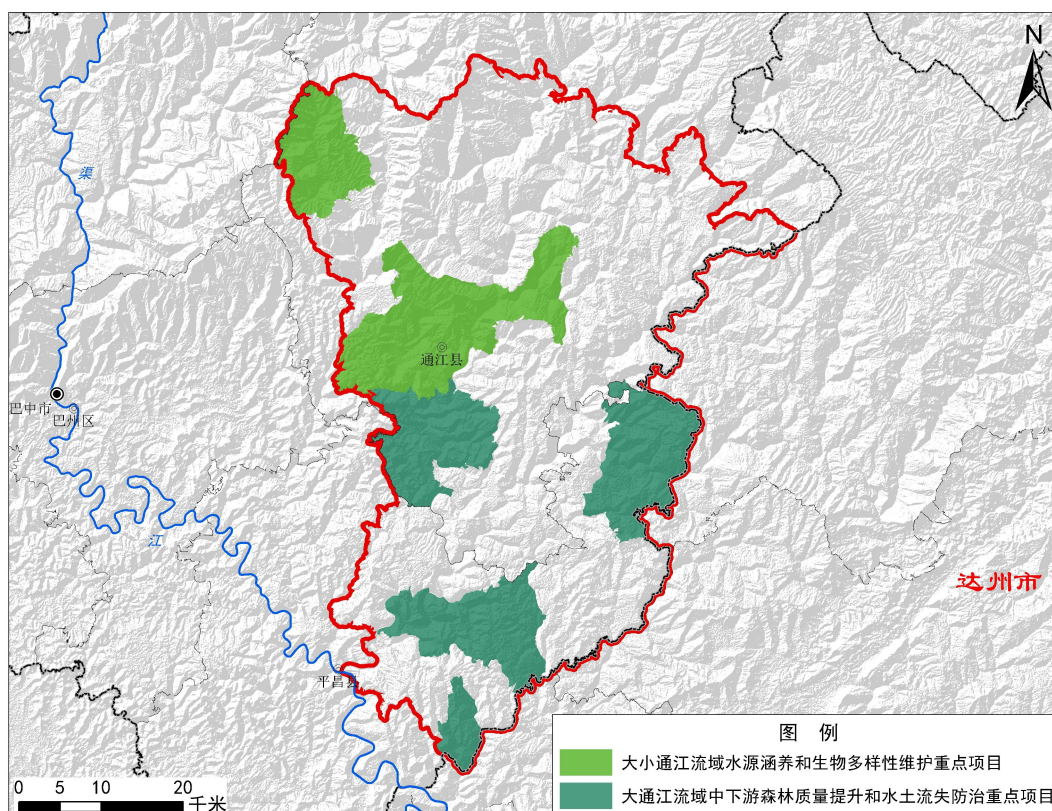 N
渠
通江县
巴中市
巴州区
江
达州市
平昌县
图 例
大小通江流域水源涵养和生物多样性维护重点项目
大通江流域中下游森林质量提升和水土流失防治重点项目
0 5 10 20
千米